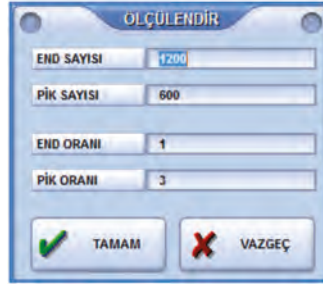 ÖLÇÜLENDİR
END SAYISI 1200
PİK SAYISI 600
END ORANI 1
PİK ORANI 3
TAMAM VAZGEÇ